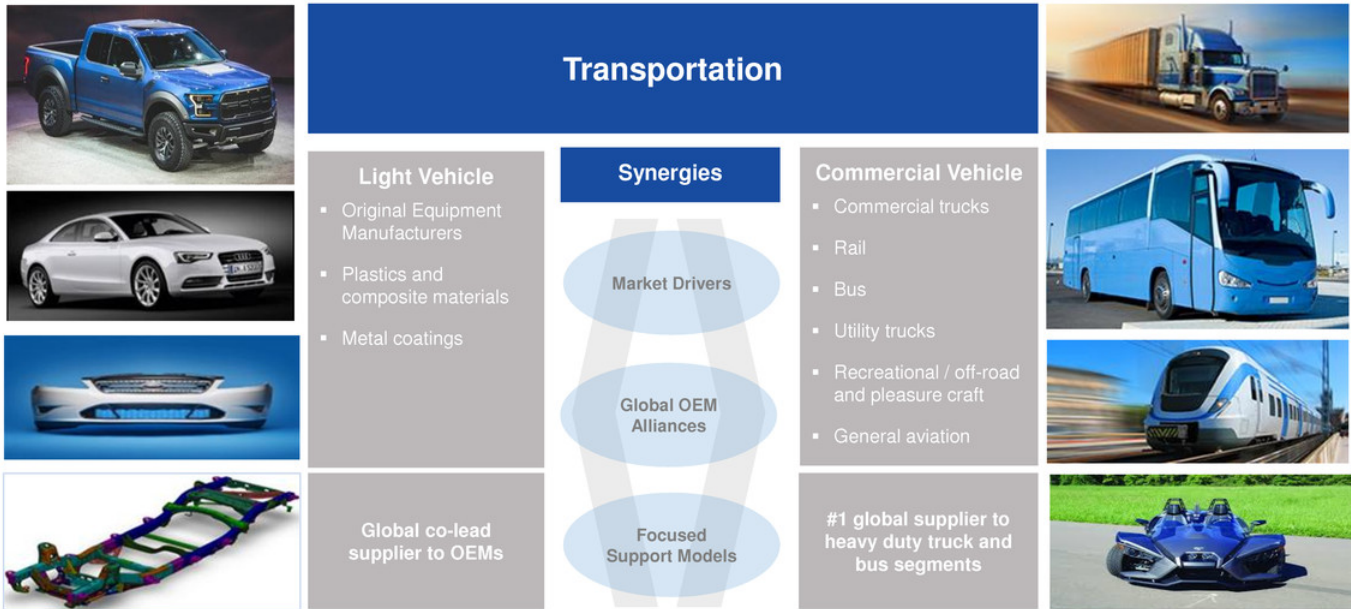 Transportation
Light Vehicle
▪ Original Equipment
Manufacturers
▪ Plastics and
composite materials
▪ Metal coatings
Global co-lead
supplier to OEMs
Synergies
Market Drivers
Global OEM
Alliances
Focused
Support Models
Commercial Vehicle
▪ Commercial trucks
▪ Rail
▪ Bus
▪ Utility trucks
▪ Recreational / off-road
and pleasure craft
▪ General aviation
#1 global supplier to
heavy duty truck and
bus segments